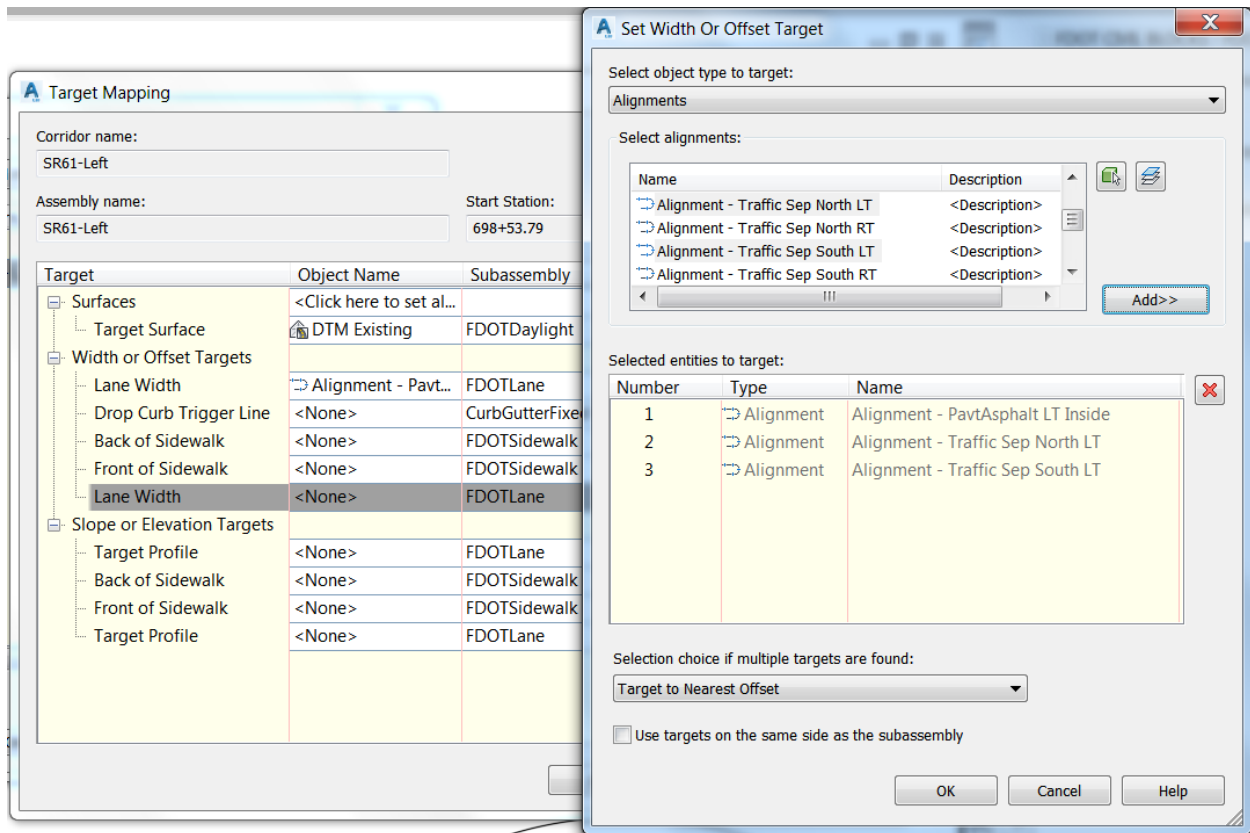 Target Mapping
Corridor name:
SR61-Left
Assembly name:
Start Station:
SR61-Left
698+53.79
Target Object Name Subassembly
Surfaces <Click here to set al...
Target Surface DTM Existing FDOTDaylight
Width or Offset Targets
Lane Width Alignment - Pavt... FDOTLane
Drop Curb Trigger Line <None> CurbGutterFixe
Back of Sidewalk <None> FDOTSidewalk
Front of Sidewalk <None> FDOTSidewalk
Lane Width <None> FDOTLane
Slope or Elevation Targets
Target Profile <None> FDOTLane
Back of Sidewalk <None> FDOTSidewalk
Front of Sidewalk <None> FDOTSidewalk
Target Profile <None> FDOTLane
Set Width Or Offset Target
Select object type to target:
Alignments
Select alignments:
Name Description
Alignment - Traffic Sep North LT <Description>
Alignment - Traffic Sep North RT <Description>
Alignment - Traffic Sep South LT <Description>
Alignment - Traffic Sep South RT <Description>
Add>>
Selected entities to target:
Number Type Name
1 Alignment Alignment - PavtAsphalt LT Inside
2 Alignment Alignment - Traffic Sep North LT
3 Alignment Alignment - Traffic Sep South LT
Selection choice if multiple targets are found:
Target to Nearest Offset
Use targets on the same side as the subassembly
OK Cancel Help